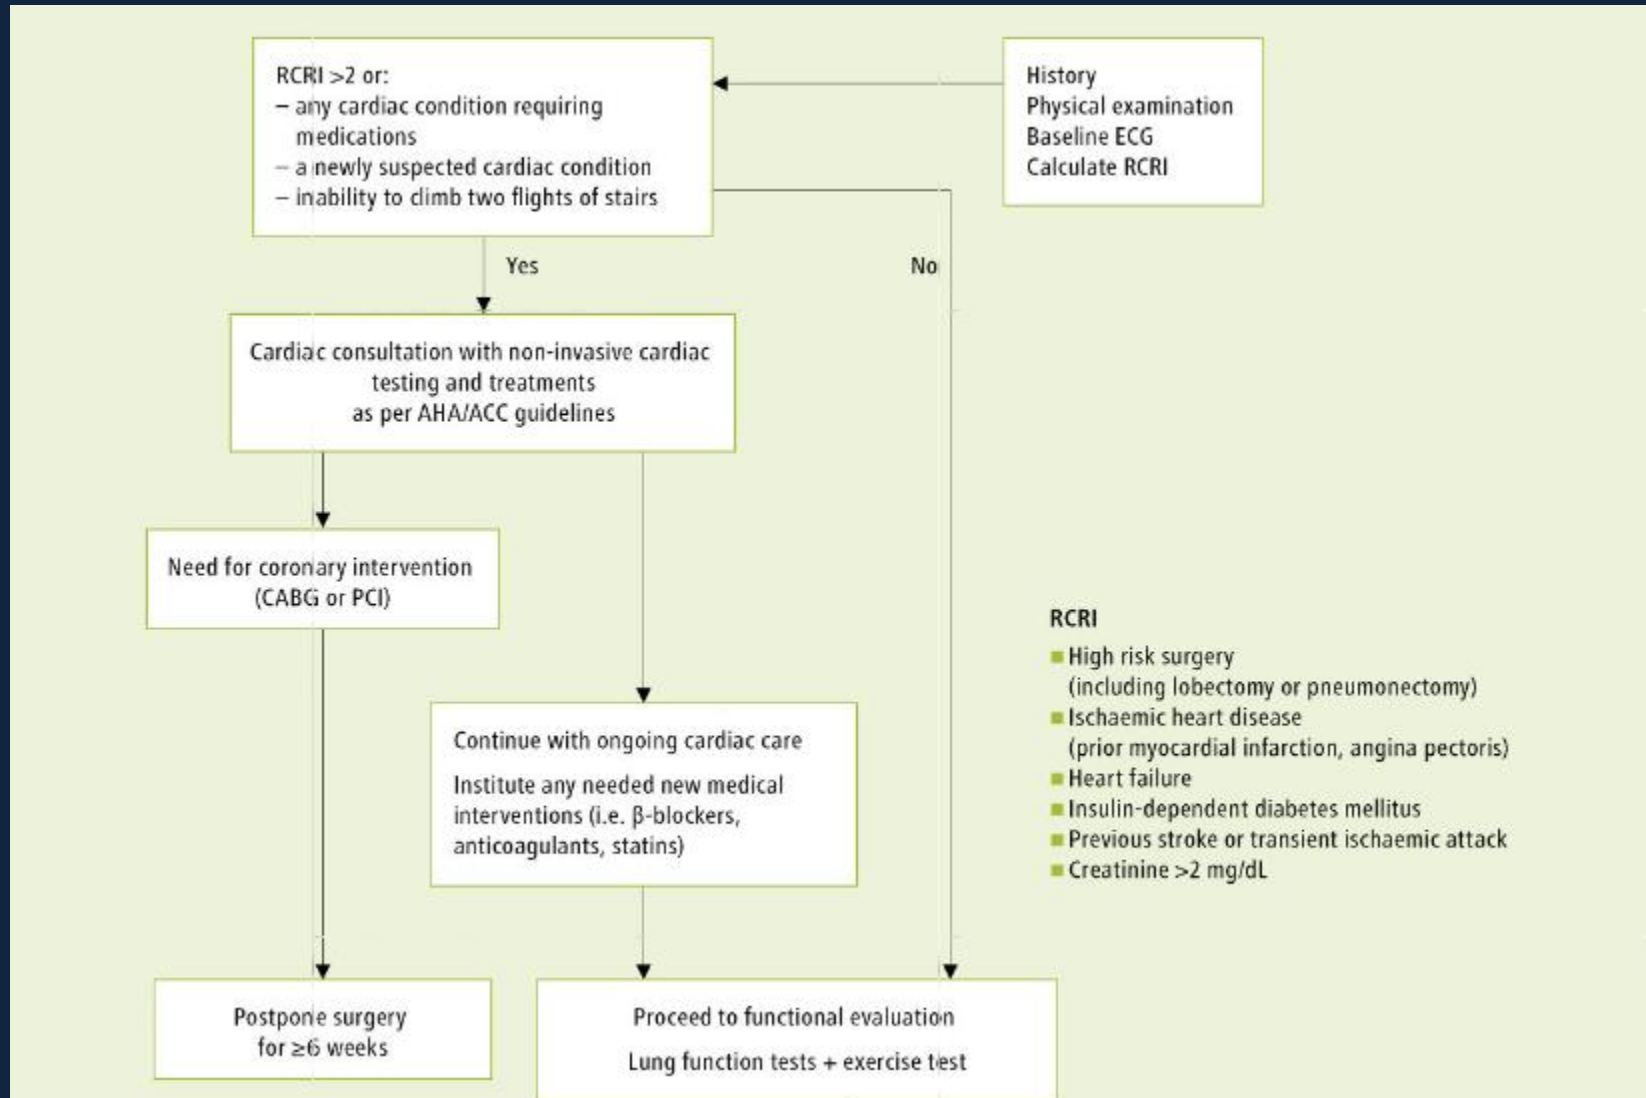 RCRI >2 or:
– any cardiac condition requiring
medications
– a newly suspected cardiac condition
– inability to climb two flights of stairs
History
Physical examination
Baseline ECG
Calculate RCRI
Yes
No
Cardiac consultation with non-invasive cardiac
testing and treatments
as per AHA/ACC guidelines
Need for coronary intervention
(CABG or PCI)
Continue with ongoing cardiac care
Institute any needed new medical
interventions (i.e. β-blockers,
anticoagulants, statins)
RCRI
■ High risk surgery
(including lobectomy or pneumonectomy)
■ Ischaemic heart disease
(prior myocardial infarction, angina pectoris)
■ Heart failure
■ Insulin-dependent diabetes mellitus
■ Previous stroke or transient ischaemic attack
■ Creatinine >2 mg/dL
Postpone surgery
for ≥6 weeks
Proceed to functional evaluation
Lung function tests + exercise test